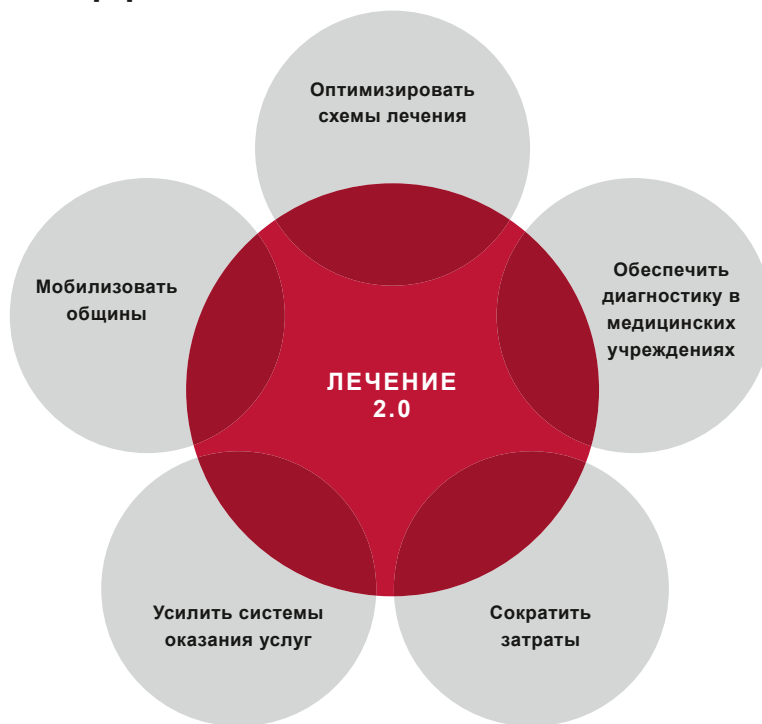 Оптимизировать
схемы лечения
Мобилизовать
общины
Обеспечить
диагностику в
медицинских
учреждениях
ЛЕЧЕНИЕ
2.0
Усилить системы
оказания услуг
Сократить
затраты